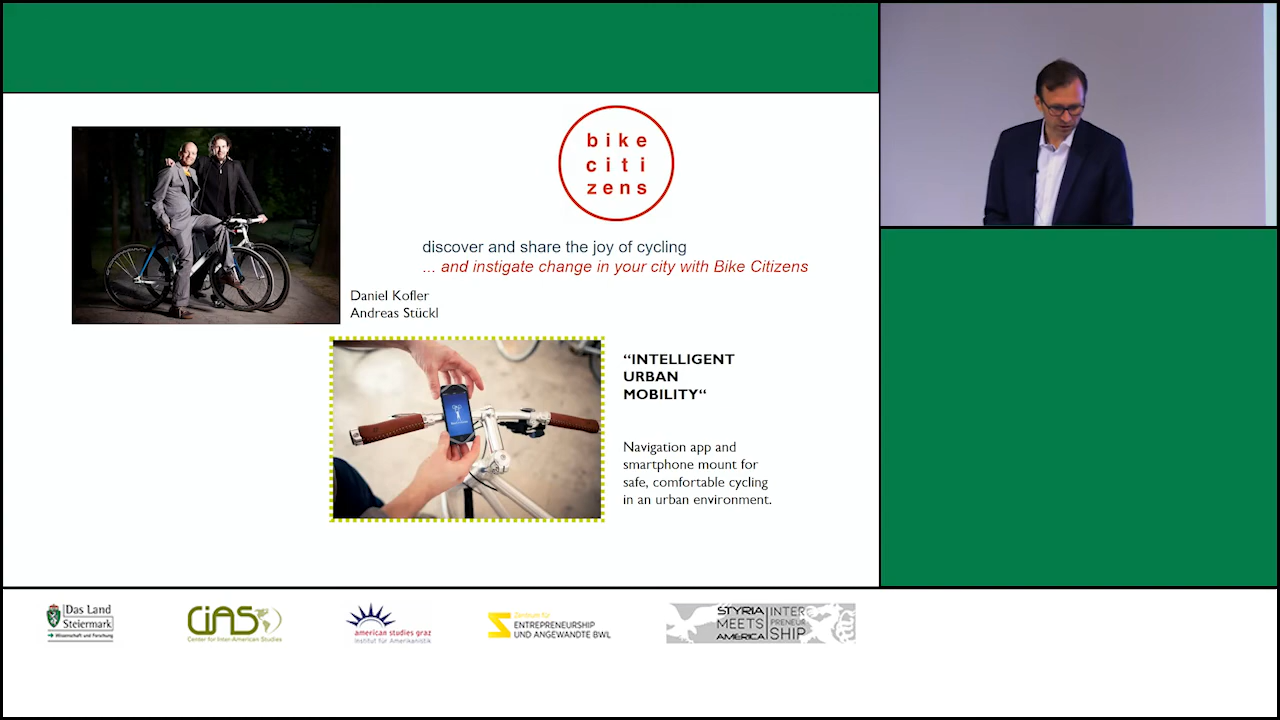 bike
citi
zens
discover and share the joy of cycling
... and instigate change in your city with Bike Citizens
Daniel Kofler
Andreas Stückl
“INTELLIGENT
URBAN
MOBILITY“
Navigation app and
smartphone mount for
safe, comfortable cycling
in an urban environment.
Das Land
Steiermark
Wissenschaft und Forschung
CIAS
Center for Inter-American Studies
american studies graz
Institut für Amerikanistik
Zentrum für
ENTREPRENEURSHIP
UND ANGEWANDTE BWL
STYRIA
MEETS
AMERICA
INTER
PRENEUR
SHIP